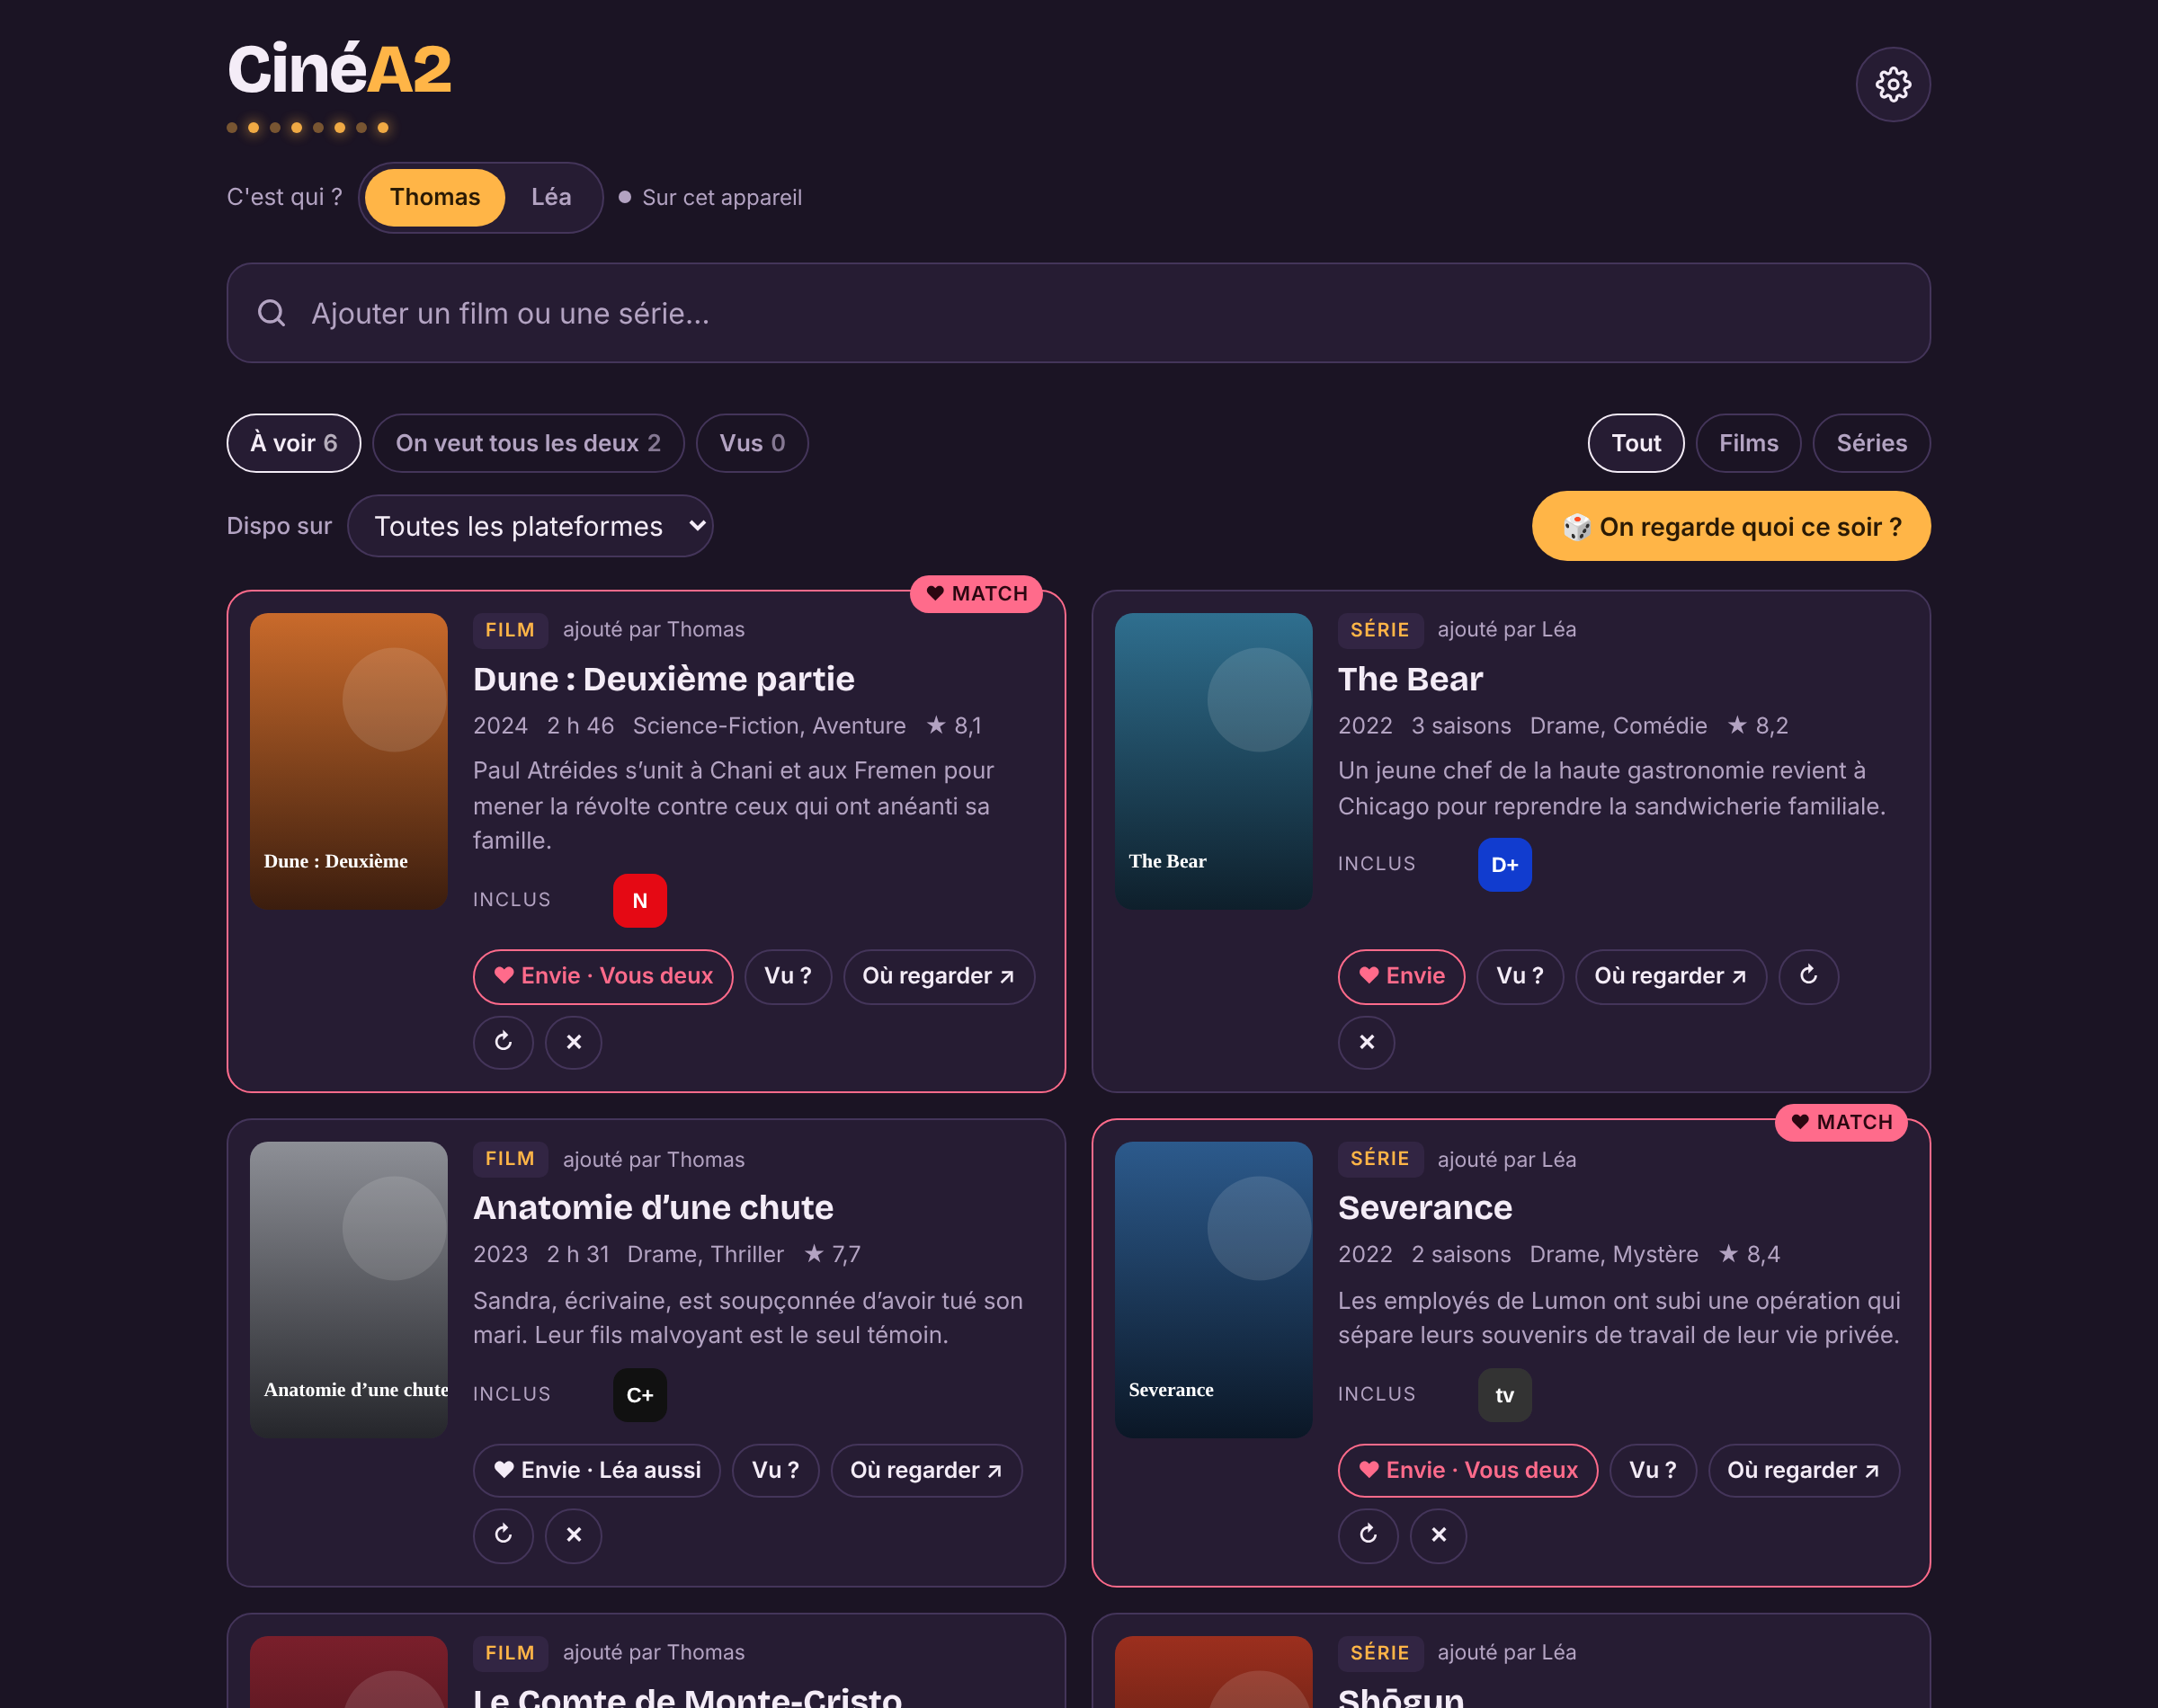 CinéA2
C'est qui ? Thomas Léa Sur cet appareil
Ajouter un film ou une série...
À voir 6 On veut tous les deux 2 Vus 0 Tout Films Séries
Dispo sur Toutes les plateformes On regarde quoi ce soir ?
MATCH
FILM ajouté par Thomas
Dune : Deuxième partie
2024 2 h 46 Science-Fiction, Aventure ★ 8,1
Paul Atréides s’unit à Chani et aux Fremen pour
mener la révolte contre ceux qui ont anéanti sa
famille.
Dune : Deuxième
INCLUS N
♥ Envie · Vous deux Vu ? Où regarder ↗
↻ ✕
SÉRIE ajouté par Léa
The Bear
2022 3 saisons Drame, Comédie ★ 8,2
Un jeune chef de la haute gastronomie revient à
Chicago pour reprendre la sandwicherie familiale.
The Bear
INCLUS D+
♥ Envie Vu ? Où regarder ↗ ↻
✕
FILM ajouté par Thomas
Anatomie d’une chute
2023 2 h 31 Drame, Thriller ★ 7,7
Sandra, écrivaine, est soupçonnée d’avoir tué son
mari. Leur fils malvoyant est le seul témoin.
Anatomie d’une chute
INCLUS C+
♥ Envie · Léa aussi Vu ? Où regarder ↗
↻ ✕
MATCH
SÉRIE ajouté par Léa
Severance
2022 2 saisons Drame, Mystère ★ 8,4
Les employés de Lumon ont subi une opération qui
sépare leurs souvenirs de travail de leur vie privée.
Severance
INCLUS tv
♥ Envie · Vous deux Vu ? Où regarder ↗
↻ ✕
FILM ajouté par Thomas
Le Comte de Monte-Cristo
SÉRIE ajouté par Léa
Shōgun